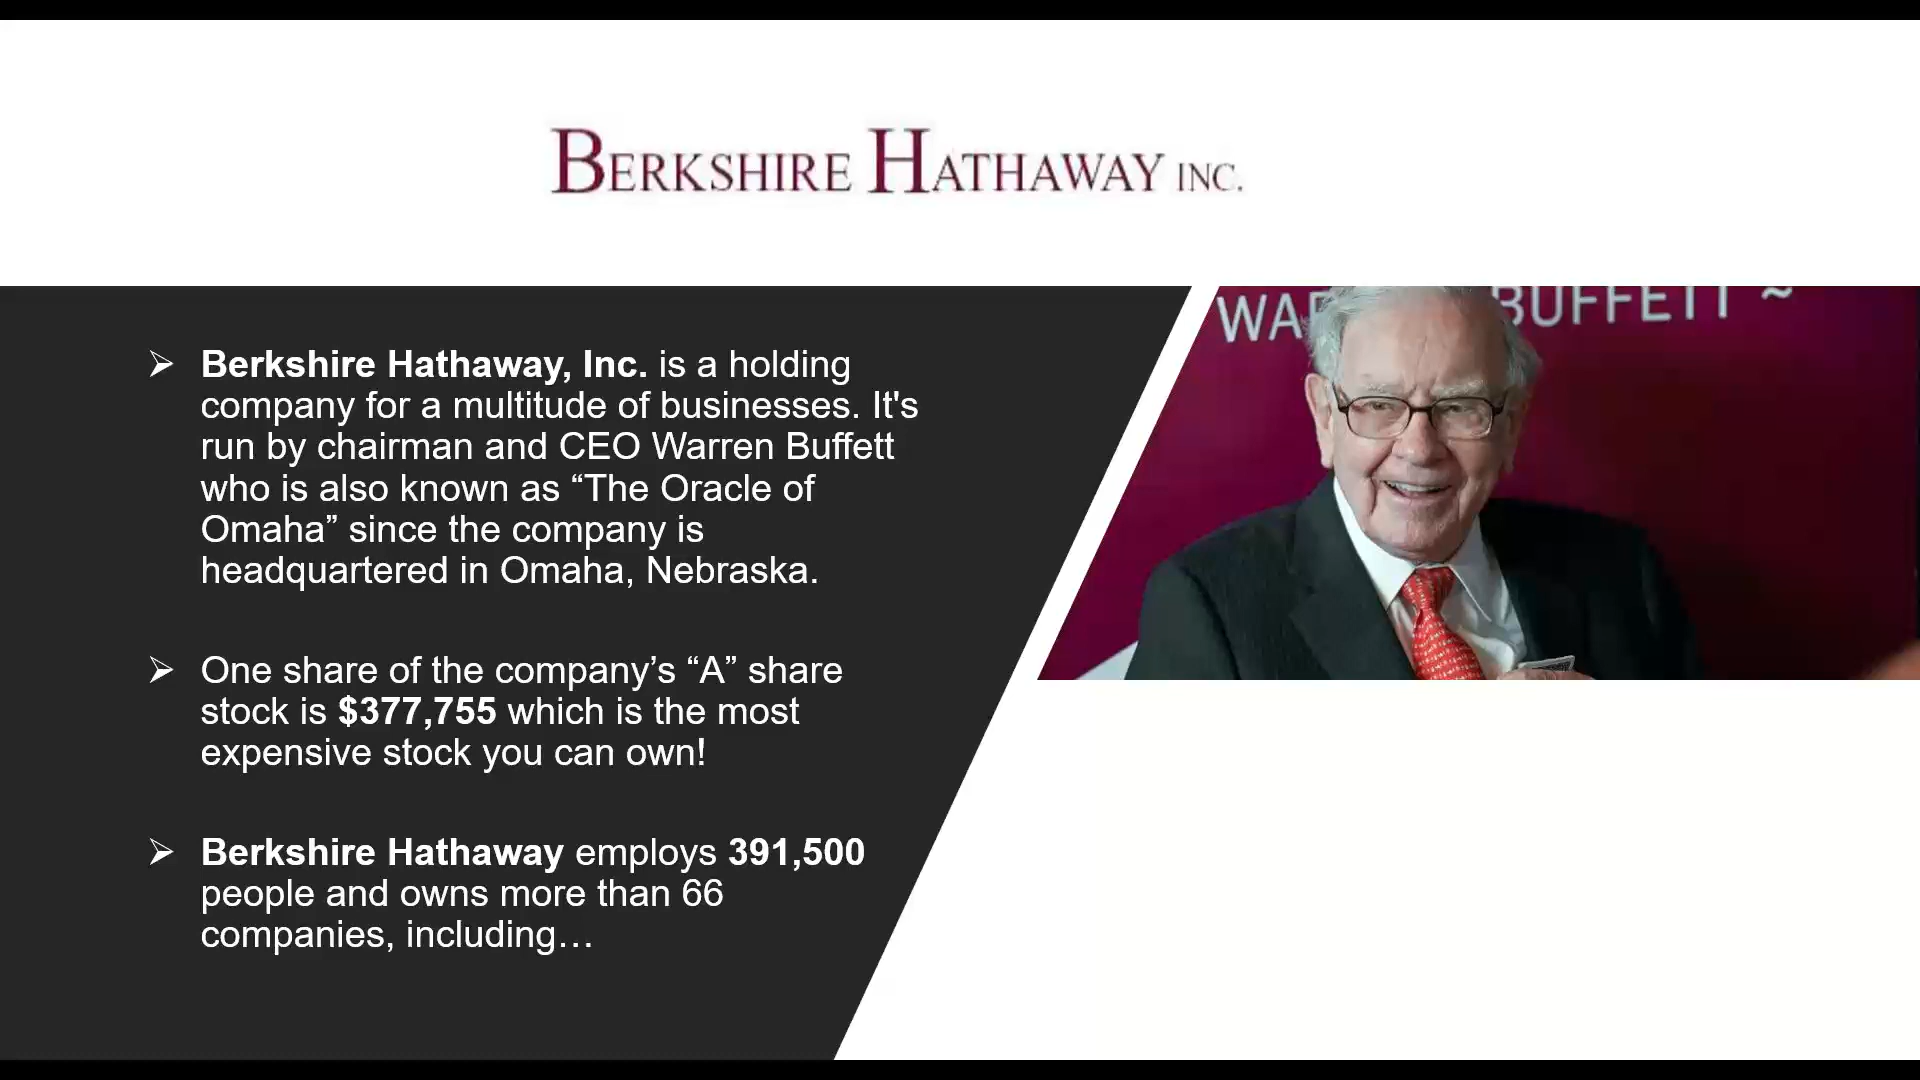 BERKSHIRE HATHAWAY INC.
WAR BUFFETT ~
➢ Berkshire Hathaway, Inc. is a holding
company for a multitude of businesses. It's
run by chairman and CEO Warren Buffett
who is also known as “The Oracle of
Omaha” since the company is
headquartered in Omaha, Nebraska.
➢ One share of the company’s “A” share
stock is $377,755 which is the most
expensive stock you can own!
➢ Berkshire Hathaway employs 391,500
people and owns more than 66
companies, including…